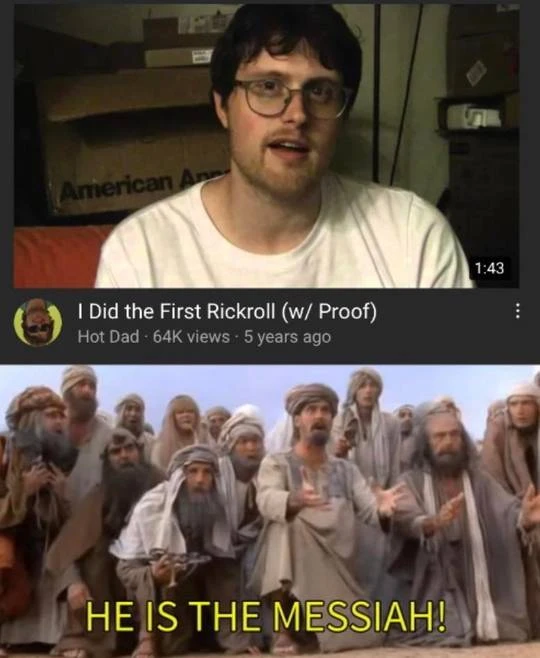 American App
1:43
I Did the First Rickroll (w/ Proof)
Hot Dad · 64K views · 5 years ago
HE IS THE MESSIAH!